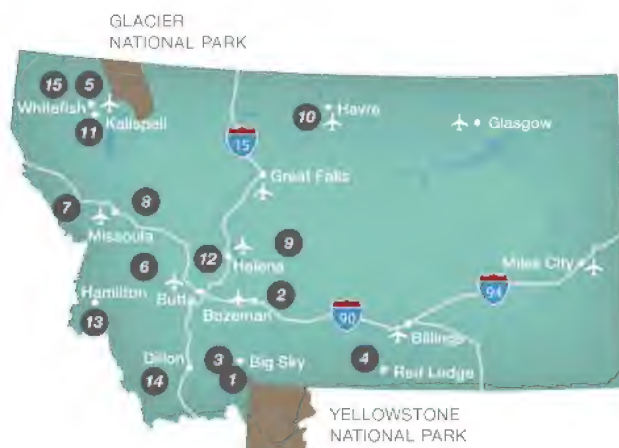 GLACIER
NATIONAL PARK
15
5
Whitefish
Kalispell
11
10
Havre
Glasgow
15
Great Falls
7
8
Missoula
9
12
Helena
Miles City
6
Hamilton
Butte
Bozeman
2
94
90
Billings
13
Dillon
3
Big Sky
4
Red Lodge
14
1
YELLOWSTONE
NATIONAL PARK